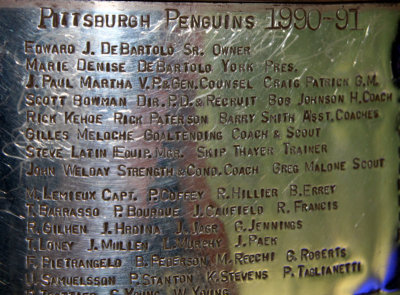 Pittsburgh Penguins 1990-91
Edward J. DeBartolo Sr. Owner
Marie Denise DeBartolo York Pres.
J. Paul Martha V.P.& Gen. Counsel Craig Patrick G.M.
Scott Bowman Dir. P.D. & Recruit Bob Johnson H. Coach
Rick Kehoe Rick Paterson Barry Smith Asst. Coaches
Gilles Meloche Goaltending Coach & Scout
Steve Latin Equip. Mgr. Skip Thayer Trainer
John Welday Strength & Cond. Coach Greg Malone Scout
M. Lemieux Capt. P. Coffey R. Hillier B. Errey
T. Barrasso P. Bourque J. Caufield R. Francis
R. Gilhen J. Hrdina J. Jagr G. Jennings
T. Loney J. Mullen L. Murphy J. Paek
F. Pietrangelo B. Pederson M. Recchi G. Roberts
U. Samuelsson P. Stanton K. Stevens P. Taglianetti
B. Trottier S. Young W. Young